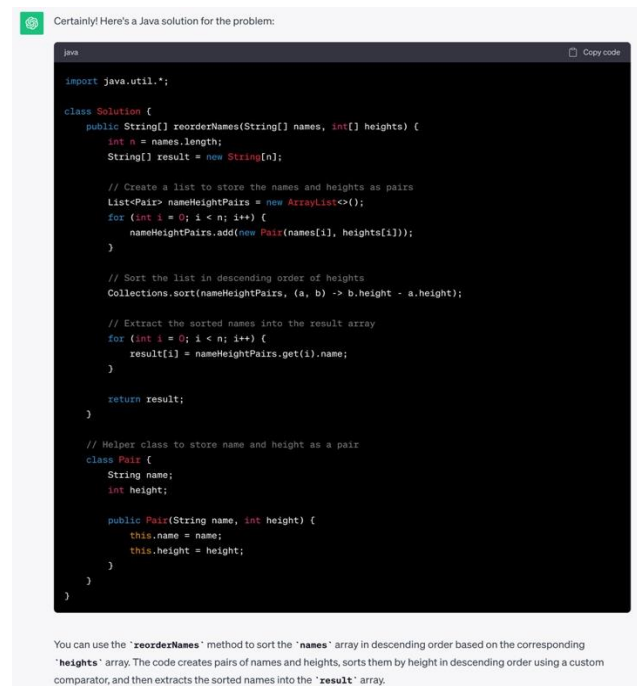 Certainly! Here's a Java solution for the problem:
java
Copy code
import java.util.*;
class Solution {
public String[] reorderNames(String[] names, int[] heights) {
int n = names.length;
String[] result = new String[n];
// Create a list to store the names and heights as pairs
List<Pair> nameHeightPairs = new ArrayList<>();
for (int i = 0; i < n; i++) {
nameHeightPairs.add(new Pair(names[i], heights[i]));
}
// Sort the list in descending order of heights
Collections.sort(nameHeightPairs, (a, b) -> b.height - a.height);
// Extract the sorted names into the result array
for (int i = 0; i < n; i++) {
result[i] = nameHeightPairs.get(i).name;
}
return result;
}
// Helper class to store name and height as a pair
class Pair {
String name;
int height;
public Pair(String name, int height) {
this.name = name;
this.height = height;
}
}
}
You can use the `reorderNames` method to sort the `names` array in descending order based on the corresponding
`heights` array. The code creates pairs of names and heights, sorts them by height in descending order using a custom
comparator, and then extracts the sorted names into the `result` array.